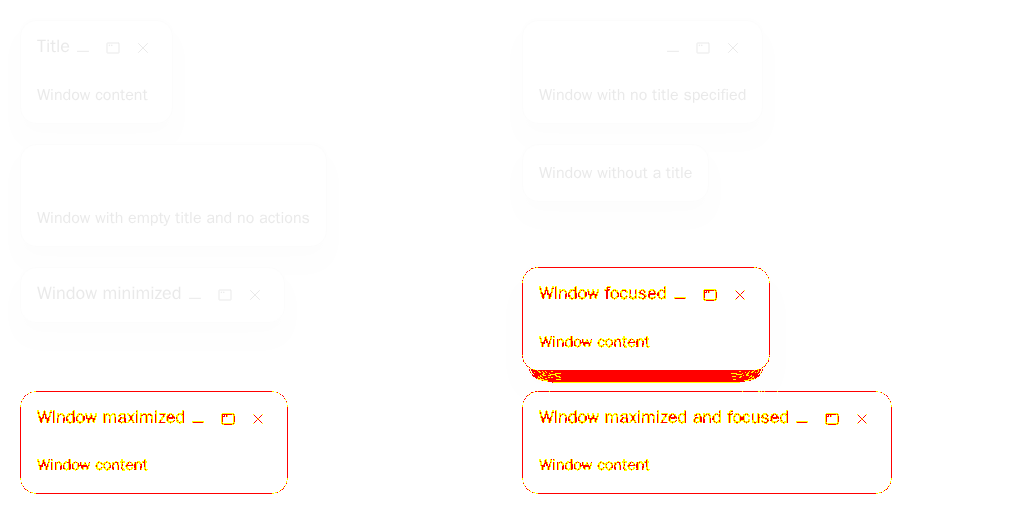 Title
Window content
Window with no title specified
Window with empty title and no actions
Window without a title
Window minimized
Window focused
Window content
Window maximized
Window content
Window maximized and focused
Window content